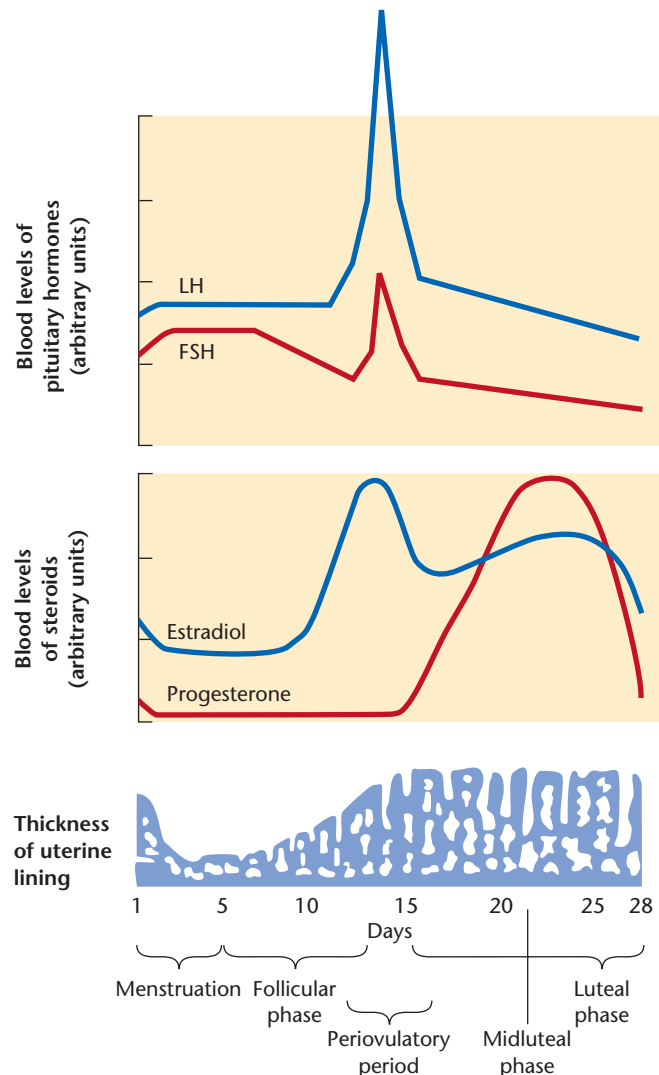 Blood levels of
pituitary hormones
(arbitrary units)
LH
FSH
Blood levels
of steroids
(arbitrary units)
Estradiol
Progesterone
Thickness
of uterine
lining
1 5 10 15 20 25 28
Days
Menstruation Follicular phase
Periovulatory period
Midluteal phase
Luteal phase